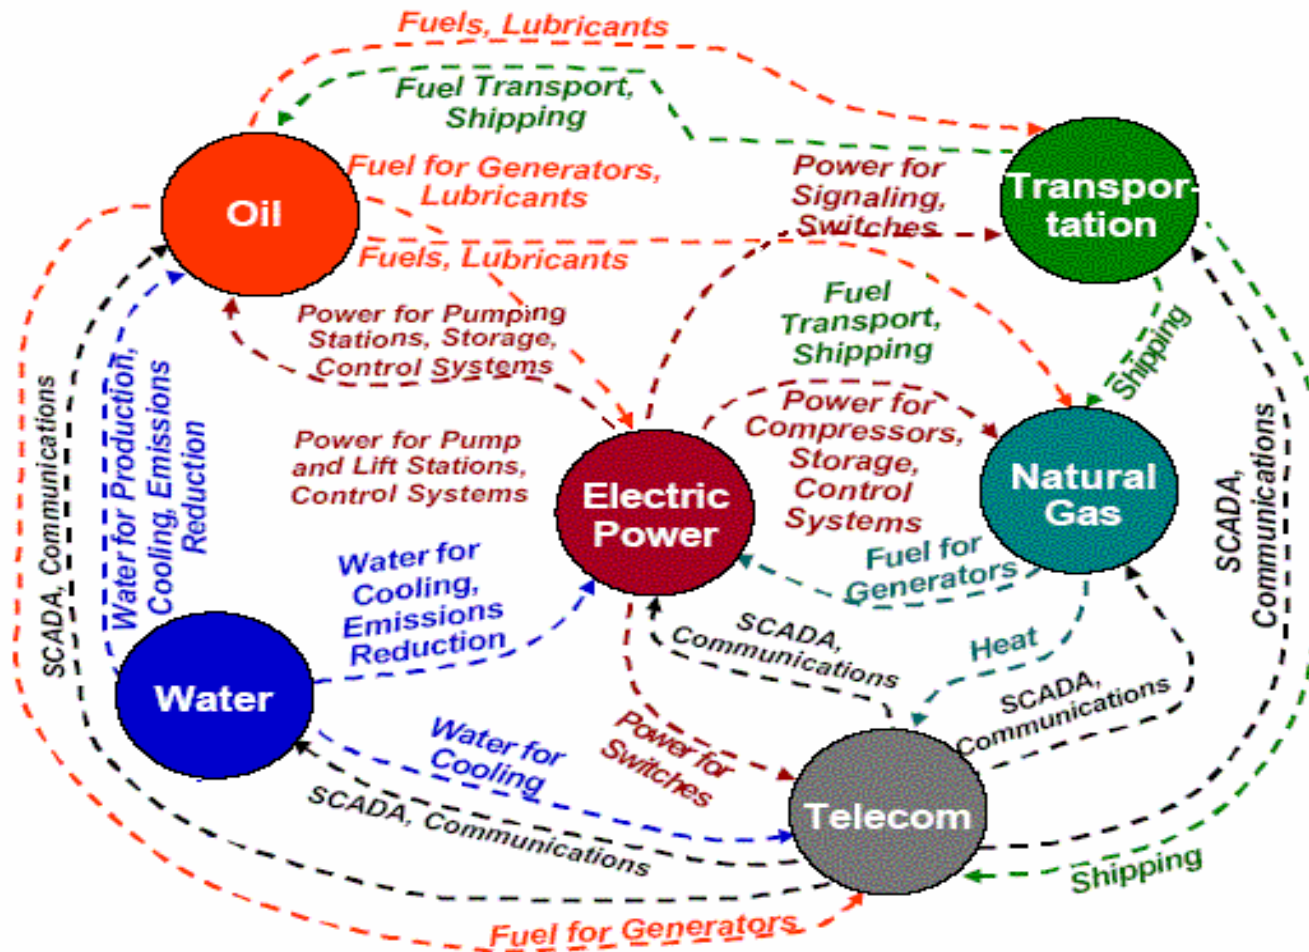 Fuels, Lubricants
Fuel Transport,
Shipping
Oil
Fuel for Generators,
Lubricants
Fuels, Lubricants
Power for
Signaling,
Switches
Transpor-
tation
Power for Pumping
Stations, Storage,
Control Systems
Fuel
Transport,
Shipping
Shipping
Power for Pump
and Lift Stations,
Control Systems
Electric
Power
Power for
Compressors,
Storage,
Control
Systems
Natural
Gas
SCADA,
Communications
SCADA, Communications
Water for Production,
Cooling, Emissions
Reduction
Water for
Cooling,
Emissions
Reduction
Fuel for
Generators
SCADA,
Communications
Heat
SCADA,
Communications
Water
Water for
Cooling
Power for
Switches
SCADA, Communications
Telecom
Shipping
Fuel for Generators